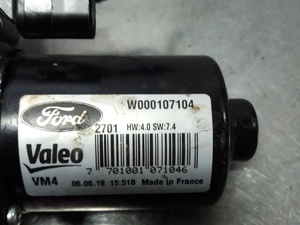 W000107104
Ford
2701 HW:4.0 SW:7.4
Valeo
7 701001 071046
VM4
06.06.18 15:518 Made in France